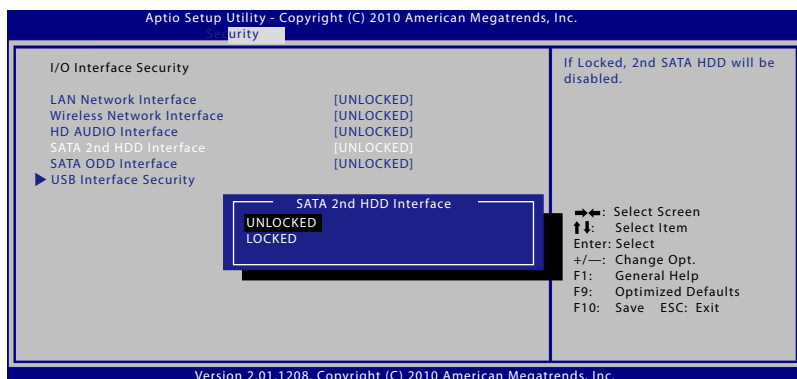 Aptio Setup Utility - Copyright (C) 2010 American Megatrends, Inc.
Security
I/O Interface Security
LAN Network Interface [UNLOCKED]
Wireless Network Interface [UNLOCKED]
HD AUDIO Interface [UNLOCKED]
SATA 2nd HDD Interface [UNLOCKED]
SATA ODD Interface [UNLOCKED]
USB Interface Security
SATA 2nd HDD Interface
UNLOCKED
LOCKED
If Locked, 2nd SATA HDD will be
disabled.
→←: Select Screen
↑↓: Select Item
Enter: Select
+/—: Change Opt.
F1: General Help
F9: Optimized Defaults
F10: Save ESC: Exit
Version 2.01.1208. Copyright (C) 2010 American Megatrends, Inc.